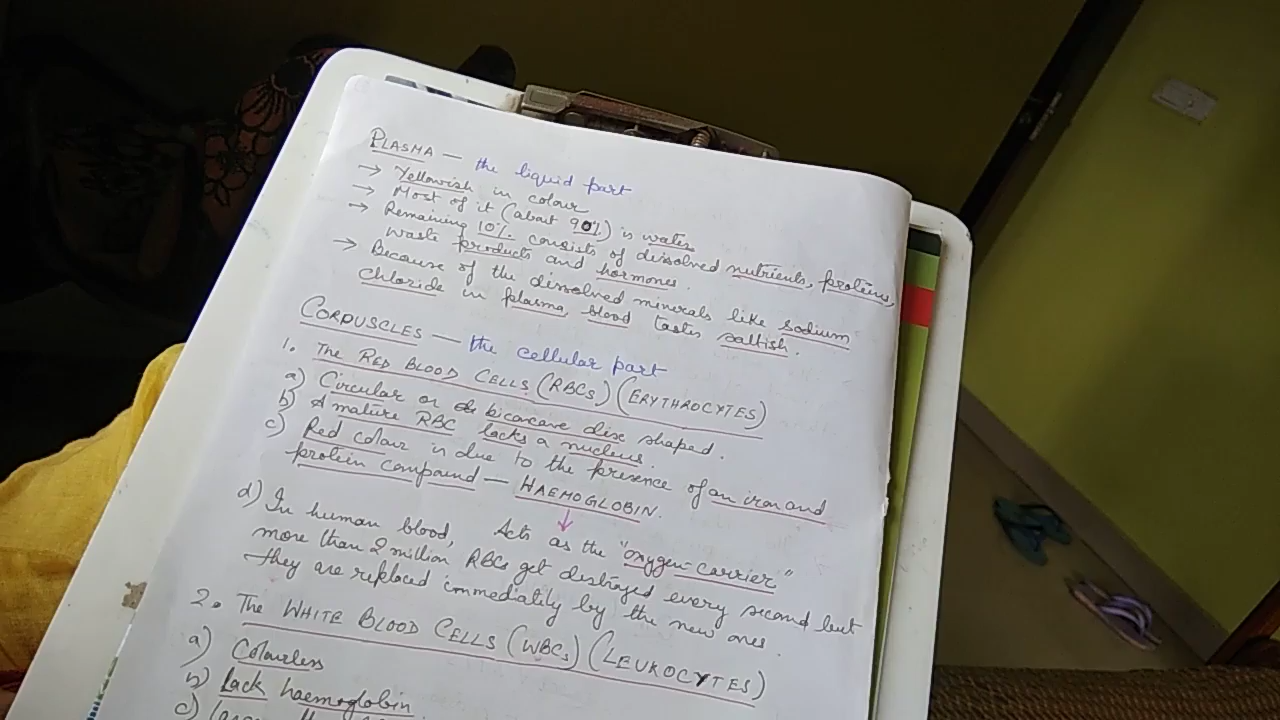 PLASMA — the liquid part
→ Yellowish in colour
→ Most of it (about 90%) is water
→ Remaining 10% consists of dissolved nutrients, proteins,
waste products and hormones.
→ Because of the dissolved minerals like sodium
chloride in plasma, blood tastes saltish.
CORPUSCLES — the cellular part
1. THE RED BLOOD CELLS (RBCs) (ERYTHROCYTES)
a) Circular or biconcave disc shaped.
b) A mature RBC lacks a nucleus.
c) Red colour is due to the presence of an iron and
protein compound — HAEMOGLOBIN.
↓
Acts as the "oxygen-carrier"
d) In human blood,
more than 2 million RBCs get destroyed every second but
they are replaced immediately by the new ones.
2. THE WHITE BLOOD CELLS (WBCs) (LEUKOCYTES)
a) Colourless
b) Lack haemoglobin
c)